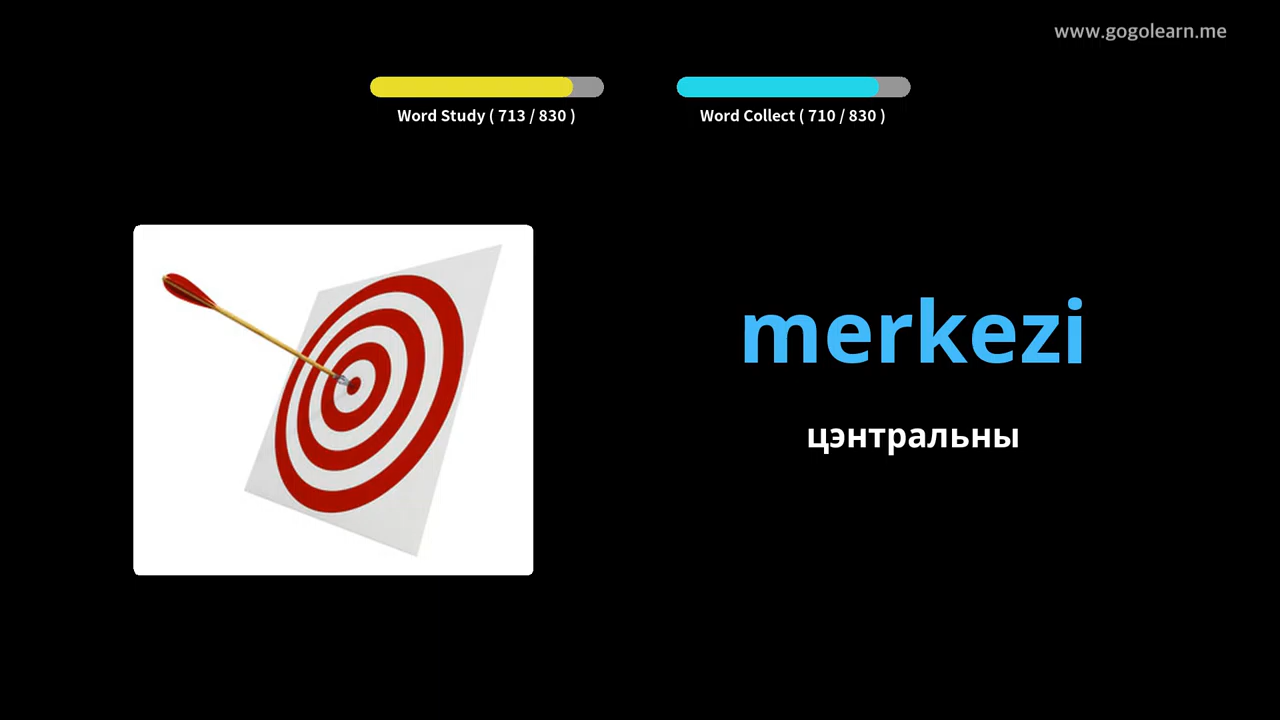 www.gogolearn.me
Word Study ( 713 / 830 )
Word Collect ( 710 / 830 )
merkezi
цэнтральны